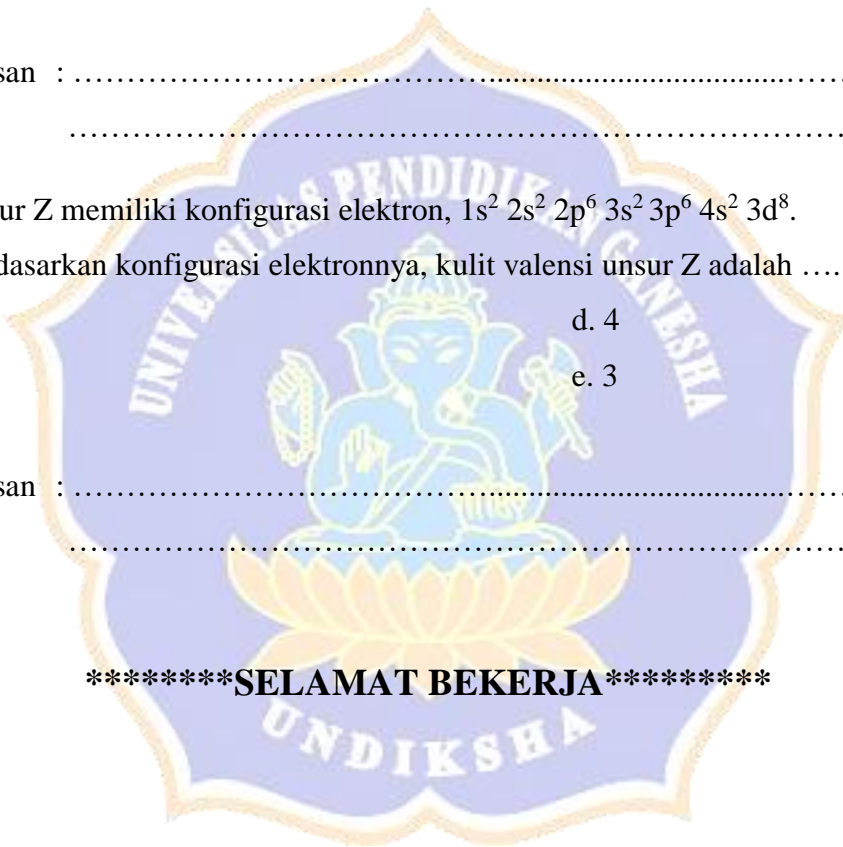 san : ……………………………….......................................……
……………………………………………………………………
UNIVERSITAS PENDIDIKAN GANESHA
ur Z memiliki konfigurasi elektron, 1s² 2s² 2p⁶ 3s² 3p⁶ 4s² 3d⁸.
dasarkan konfigurasi elektronnya, kulit valensi unsur Z adalah ….
d. 4
e. 3
san : ……………………………….......................................……
……………………………………………………………………
********SELAMAT BEKERJA*********
UNDIKSHA